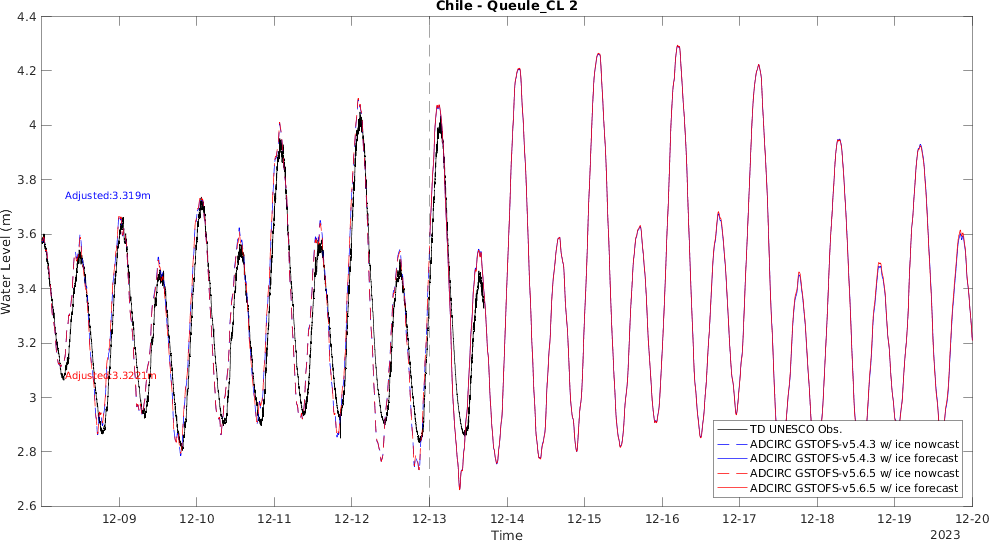 Chile - Queule_CL 2
4.4
4.2
4
3.8
3.6
3.4
3.2
3
2.8
2.6
Water Level (m)
Adjusted:3.319m
Adjusted:3.3221m
TD UNESCO Obs.
ADCIRC GSTOFS-v5.4.3 w/ ice nowcast
ADCIRC GSTOFS-v5.4.3 w/ ice forecast
ADCIRC GSTOFS-v5.6.5 w/ ice nowcast
ADCIRC GSTOFS-v5.6.5 w/ ice forecast
12-09 12-10 12-11 12-12 12-13 12-14 12-15 12-16 12-17 12-18 12-19 12-20
Time
2023